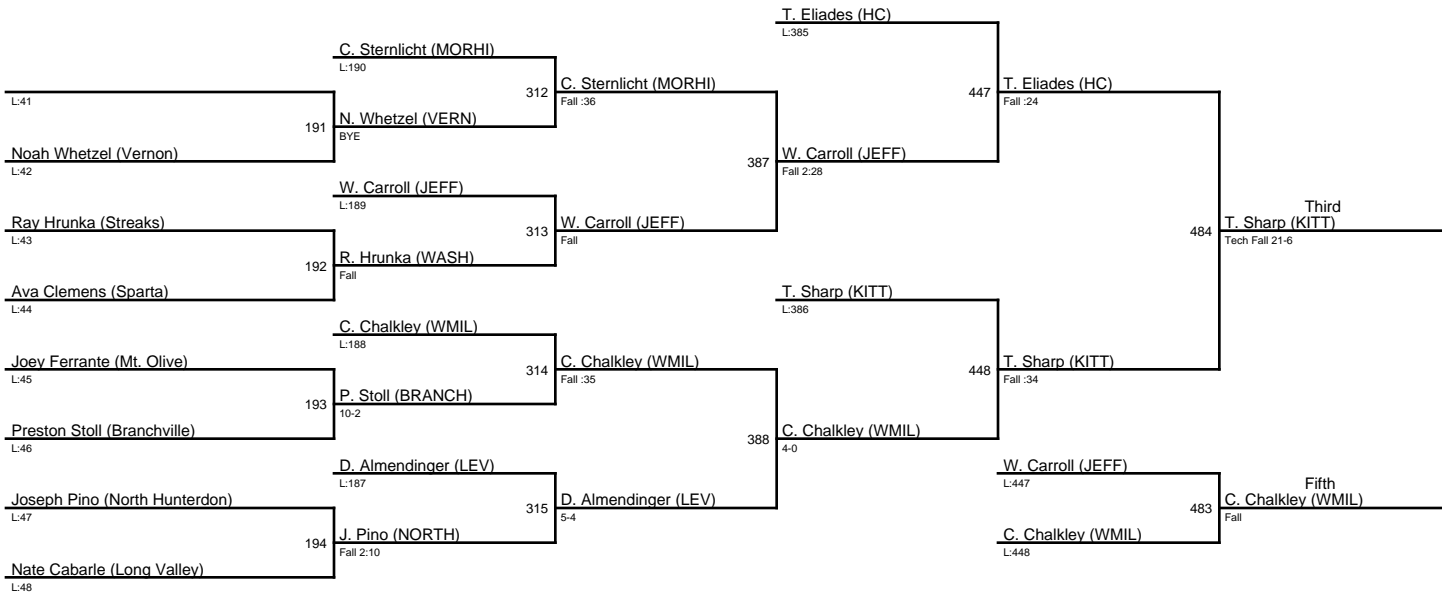 T. Eliades (HC)
L:385
C. Sternlicht (MORHI)
L:190
L:41
312
C. Sternlicht (MORHI)
Fall :36
447
T. Eliades (HC)
Fall :24
191
N. Whetzel (VERN)
BYE
Noah Whetzel (Vernon)
L:42
387
W. Carroll (JEFF)
Fall 2:28
W. Carroll (JEFF)
L:189
Third
Ray Hrunka (Streaks)
L:43
313
W. Carroll (JEFF)
Fall
484
T. Sharp (KITT)
Tech Fall 21-6
192
R. Hrunka (WASH)
Fall
Ava Clemens (Sparta)
L:44
T. Sharp (KITT)
L:386
C. Chalkley (WMIL)
L:188
Joey Ferrante (Mt. Olive)
L:45
314
C. Chalkley (WMIL)
Fall :35
448
T. Sharp (KITT)
Fall :34
193
P. Stoll (BRANCH)
10-2
Preston Stoll (Branchville)
L:46
388
C. Chalkley (WMIL)
4-0
D. Almendinger (LEV)
L:187
W. Carroll (JEFF)
L:447
Fifth
Joseph Pino (North Hunterdon)
L:47
315
D. Almendinger (LEV)
5-4
483
C. Chalkley (WMIL)
Fall
194
J. Pino (NORTH)
Fall 2:10
C. Chalkley (WMIL)
L:448
Nate Cabarle (Long Valley)
L:48